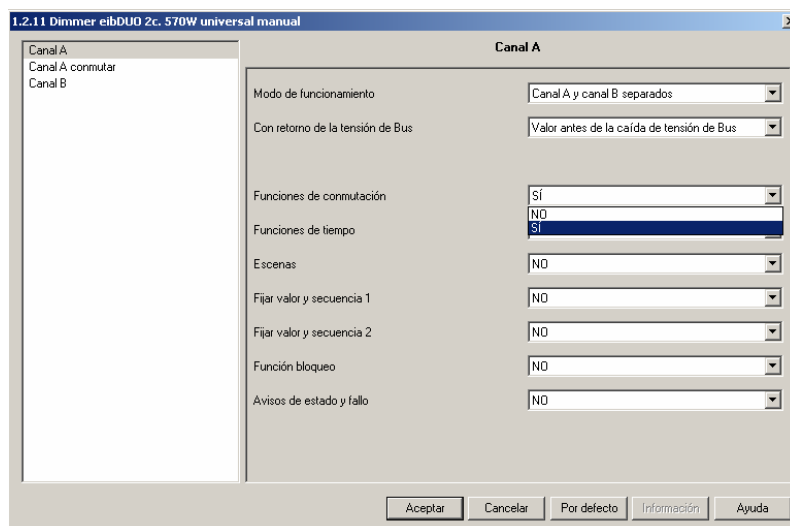 1.2.11 Dimmer eibDUO 2c. 570W universal manual
Canal A
Canal A conmutar
Canal B
Canal A
Modo de funcionamiento
Canal A y canal B separados
Con retorno de la tensión de Bus
Valor antes de la caída de tensión de Bus
Funciones de conmutación
SÍ
NO
SÍ
Funciones de tiempo
Escenas
NO
Fijar valor y secuencia 1
NO
Fijar valor y secuencia 2
NO
Función bloqueo
NO
Avisos de estado y fallo
NO
Aceptar
Cancelar
Por defecto
Información
Ayuda